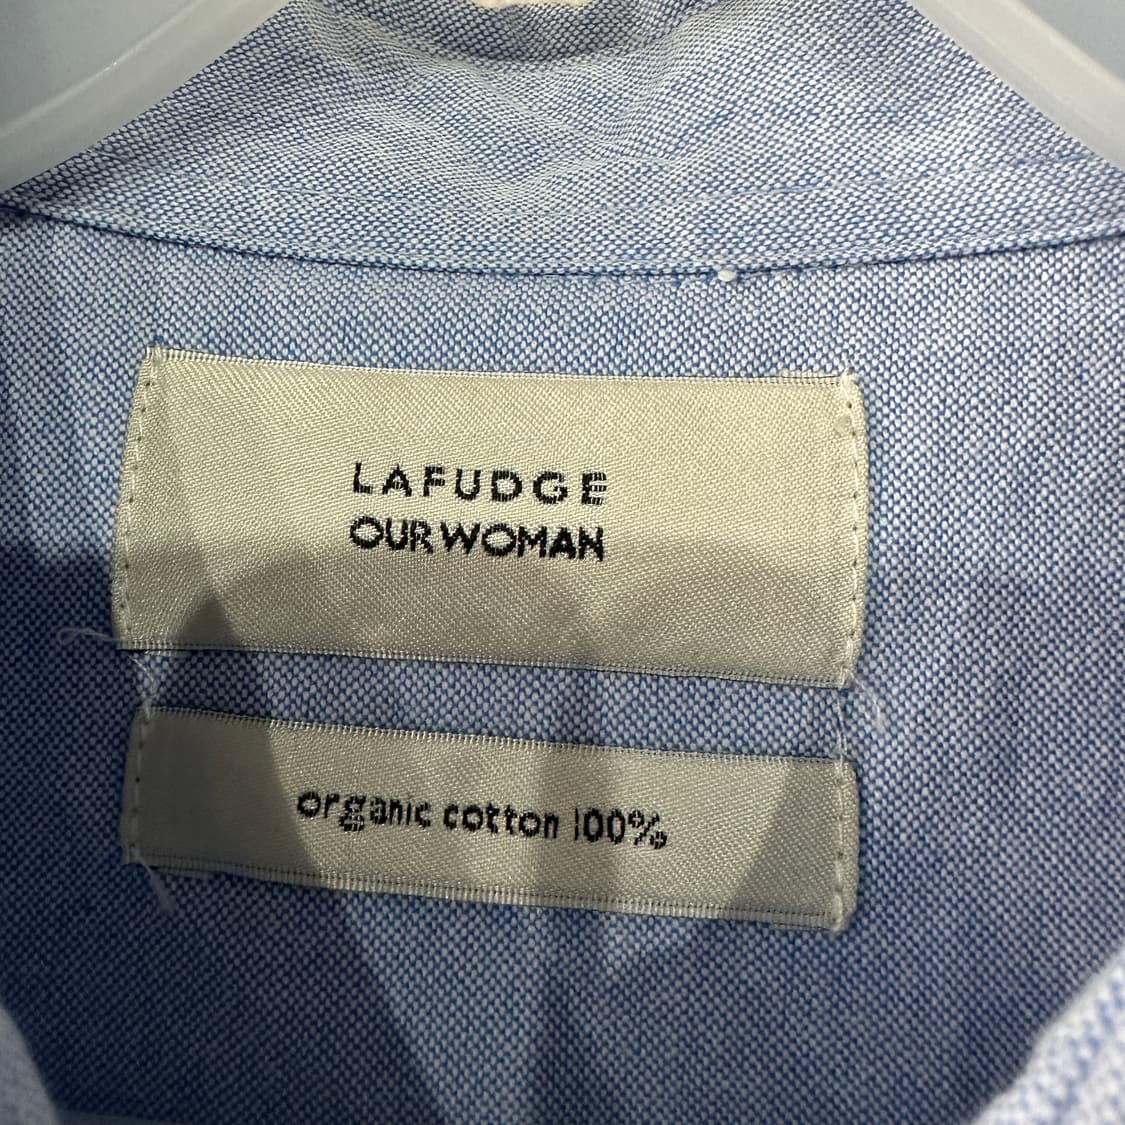 LAFUDGE
OUR WOMAN
organic cotton 100%